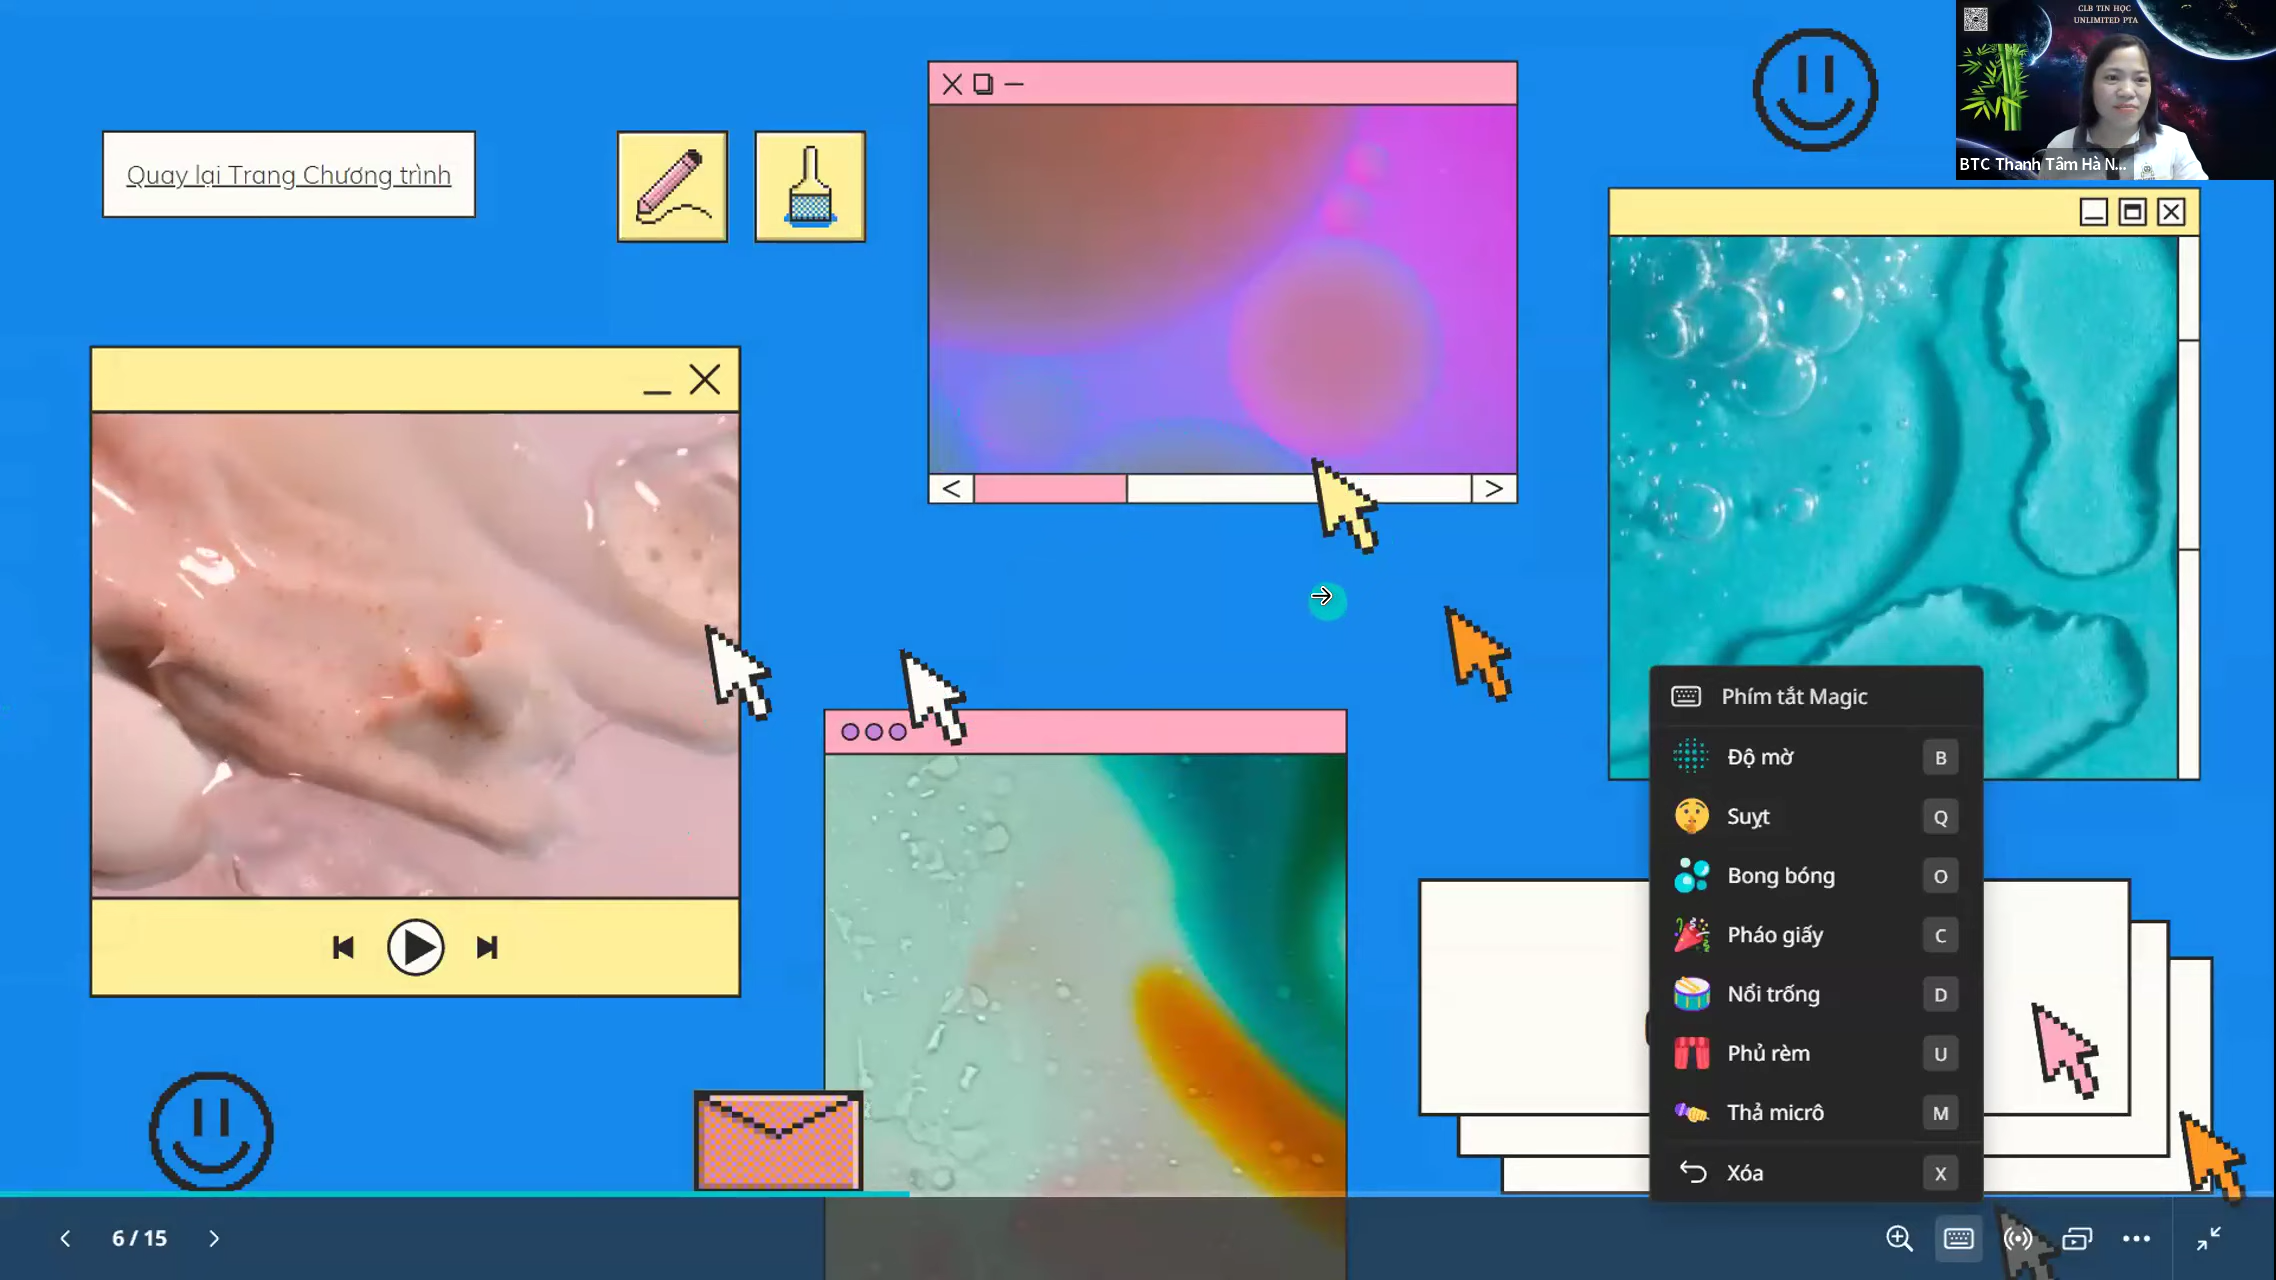 CLB TIN HỌC
UNLIMITED PTA
BTC Thanh Tâm Hà N...
Quay lại Trang Chương trình
Phím tắt Magic
Độ mờ B
Suỵt Q
Bong bóng O
Pháo giấy C
Nổi trống D
Phủ rèm U
Thả micrô M
Xóa X
6 / 15